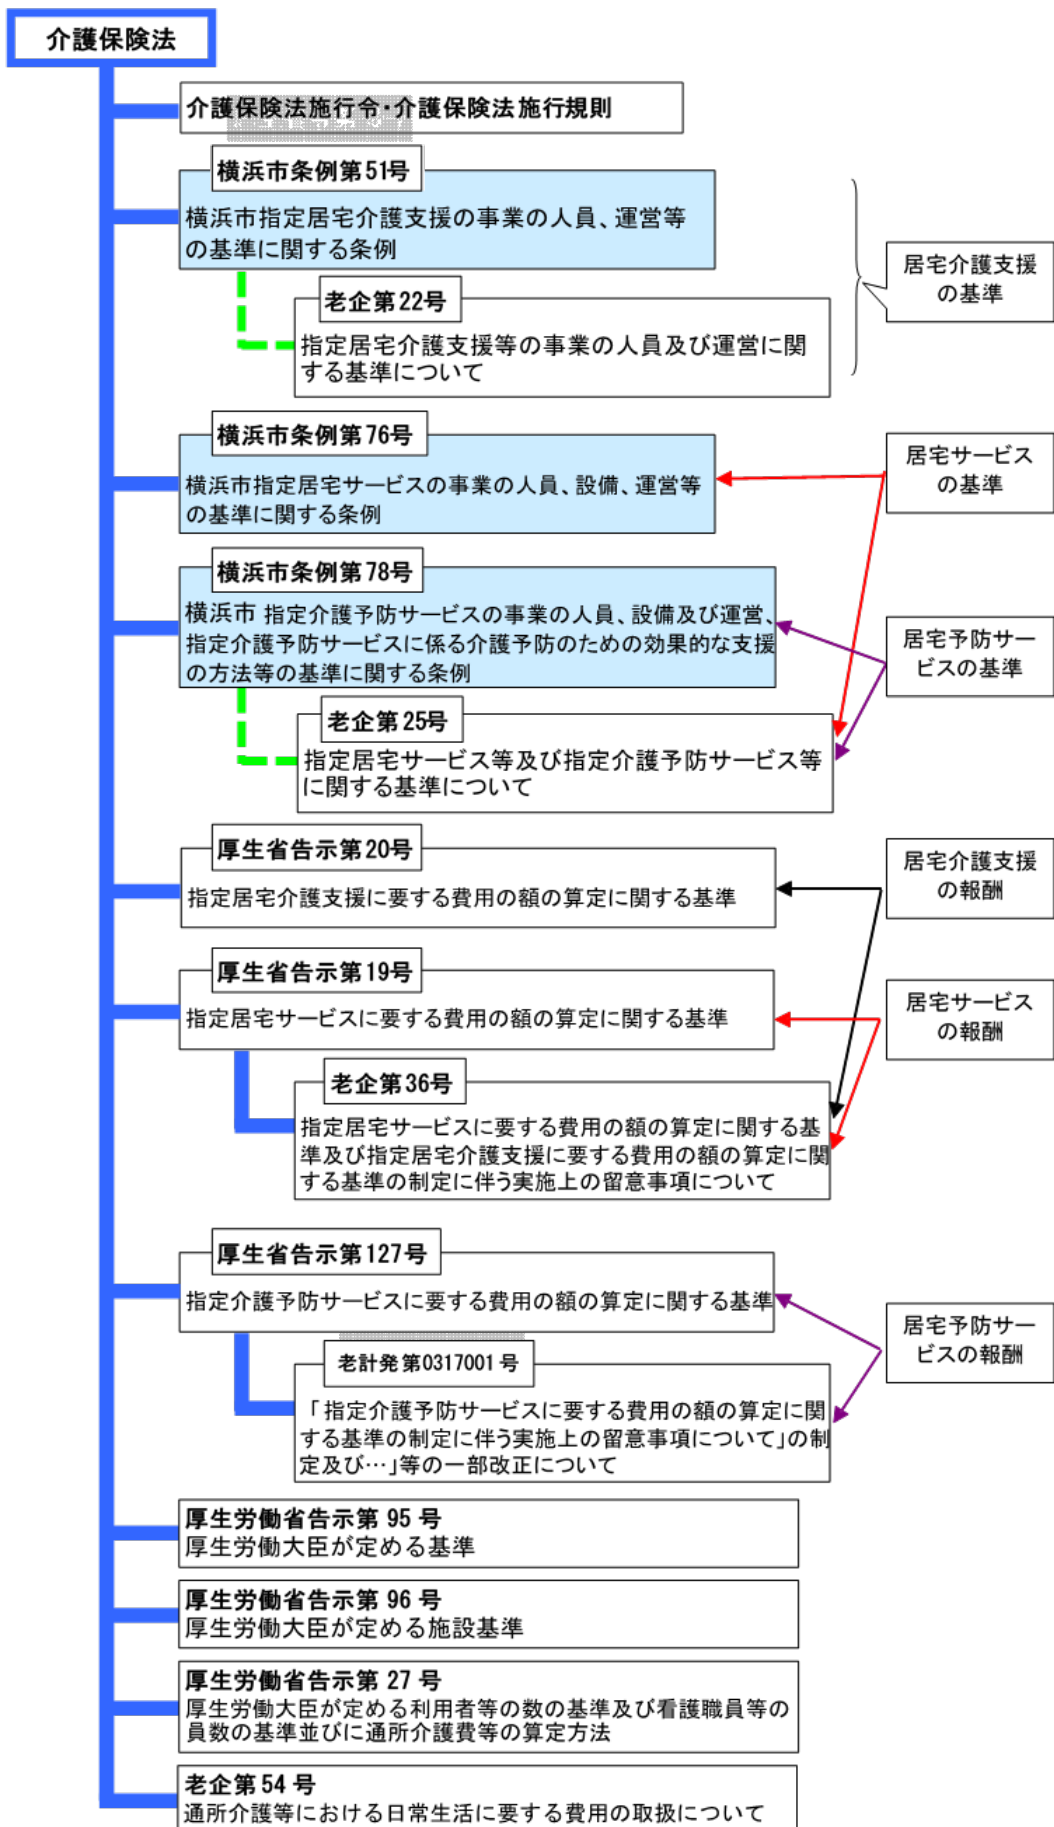 介護保険法
介護保険法施行令･介護保険法施行規則
横浜市条例第51号
横浜市指定居宅介護支援の事業の人員、運営等
の基準に関する条例
居宅介護支援
の基準
老企第22号
指定居宅介護支援等の事業の人員及び運営に関
する基準について
横浜市条例第76号
横浜市指定居宅サービスの事業の人員、設備、運営等
の基準に関する条例
居宅サービス
の基準
横浜市条例第78号
横浜市 指定介護予防サービスの事業の人員、設備及び運営、
指定介護予防サービスに係る介護予防のための効果的な支援
の方法等の基準に関する条例
居宅予防サー
ビスの基準
老企第25号
指定居宅サービス等及び指定介護予防サービス等
に関する基準について
厚生省告示第20号
指定居宅介護支援に要する費用の額の算定に関する基準
居宅介護支援
の報酬
厚生省告示第19号
指定居宅サービスに要する費用の額の算定に関する基準
居宅サービス
の報酬
老企第36号
指定居宅サービスに要する費用の額の算定に関する基
準及び指定居宅介護支援に要する費用の額の算定に関
する基準の制定に伴う実施上の留意事項について
厚生省告示第127号
指定介護予防サービスに要する費用の額の算定に関する基準
居宅予防サー
ビスの報酬
老計発第0317001号
「指定介護予防サービスに要する費用の額の算定に関
する基準の制定に伴う実施上の留意事項について」の制
定及び…」等の一部改正について
厚生労働省告示第 95 号
厚生労働大臣が定める基準
厚生労働省告示第 96 号
厚生労働大臣が定める施設基準
厚生労働省告示第 27 号
厚生労働大臣が定める利用者等の数の基準及び看護職員等の
員数の基準並びに通所介護費等の算定方法
老企第 54 号
通所介護等における日常生活に要する費用の取扱について